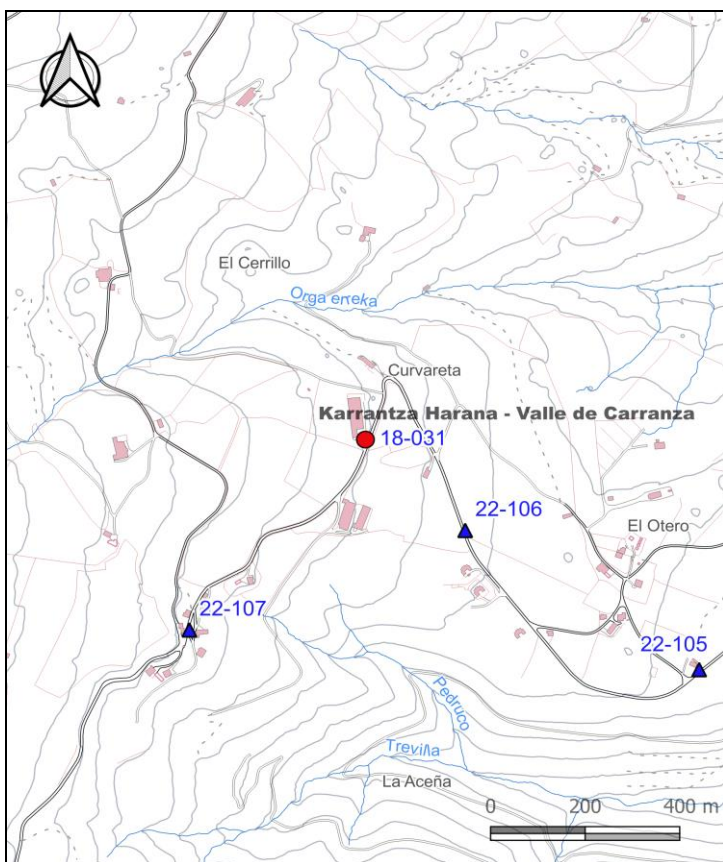 El Cerrillo
Orga erreka
Curvareta
Karrantza Harana - Valle de Carranza
18-031
22-106
El Otero
22-107
22-105
Pedruco
Trevilla
La Aceña
0 200 400 m